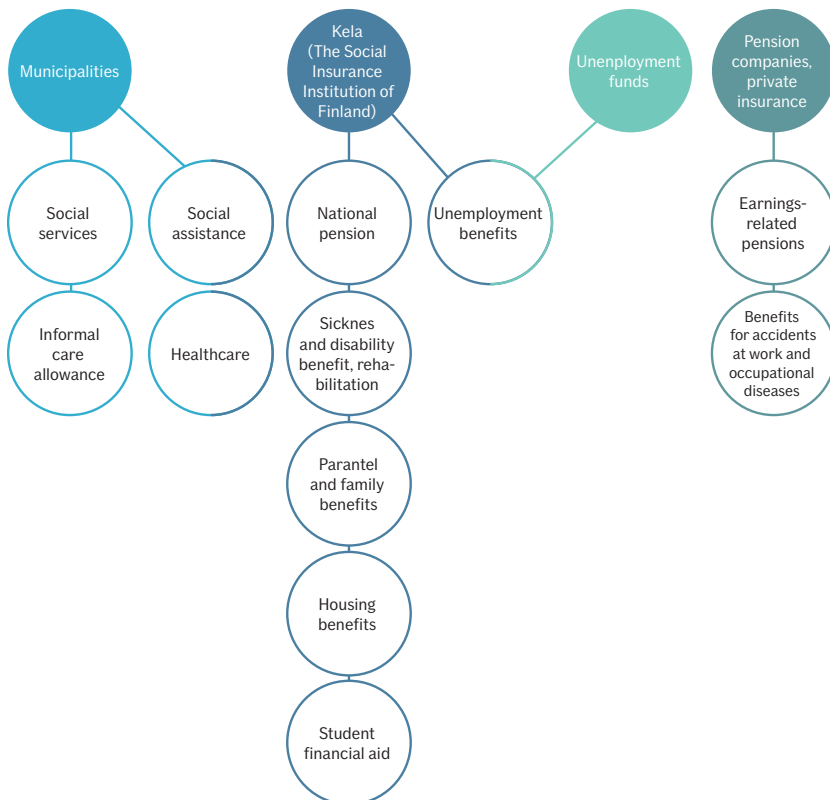 Municipalities
Kela
(The Social
Insurance
Institution of
Finland)
Unenployment
funds
Pension
companies,
private
insurance
Social
services
Social
assistance
National
pension
Unemployment
benefits
Earnings-
related
pensions
Informal
care
allowance
Healthcare
Sicknes
and disability
benefit, reha-
bilitation
Benefits
for accidents
at work and
occupational
diseases
Parantel
and family
benefits
Housing
benefits
Student
financial aid